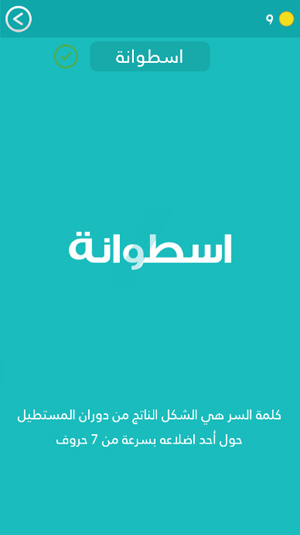 ٩
اسطوانة
اسطوانة
كلمة السر هي الشكل الناتج من دوران المستطيل
حول أحد اضلاعه بسرعة من 7 حروف